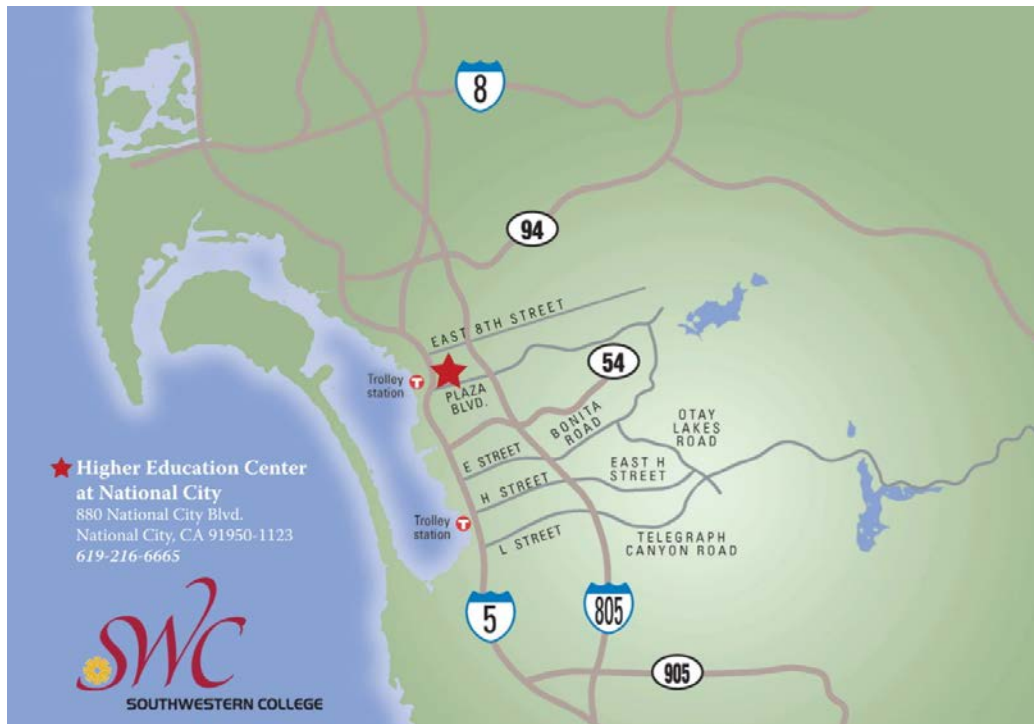 8
94
EAST 8TH STREET
Trolley
station
T
PLAZA
BLVD.
54
BONITA
ROAD
OTAY
LAKES
ROAD
E STREET
EAST H
STREET
H STREET
Higher Education Center
at National City
880 National City Blvd.
National City, CA 91950-1123
619-216-6665
Trolley
station
T
L STREET
TELEGRAPH
CANYON ROAD
5
805
905
SWC
SOUTHWESTERN COLLEGE